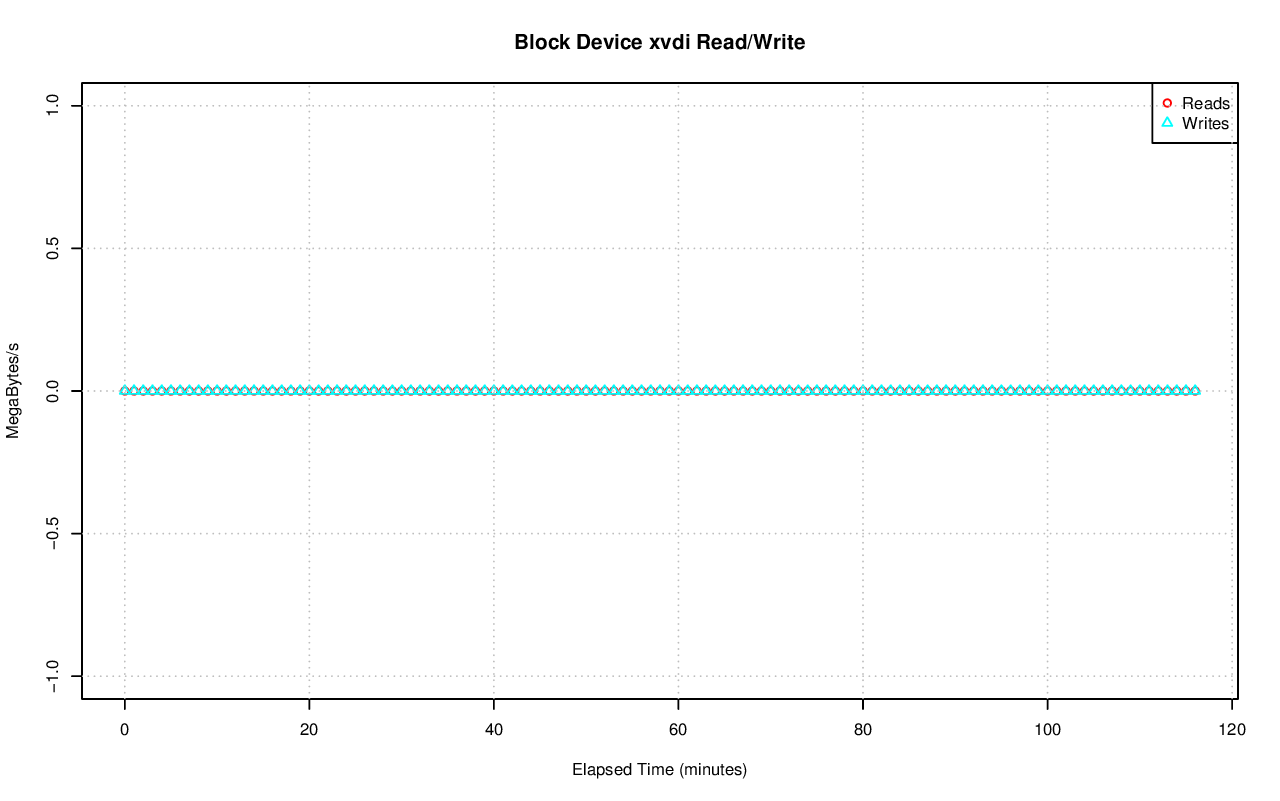 Block Device xvdi Read/Write
Reads
Writes
MegaBytes/s
1.0
0.5
0.0
−0.5
−1.0
0 20 40 60 80 100 120
Elapsed Time (minutes)